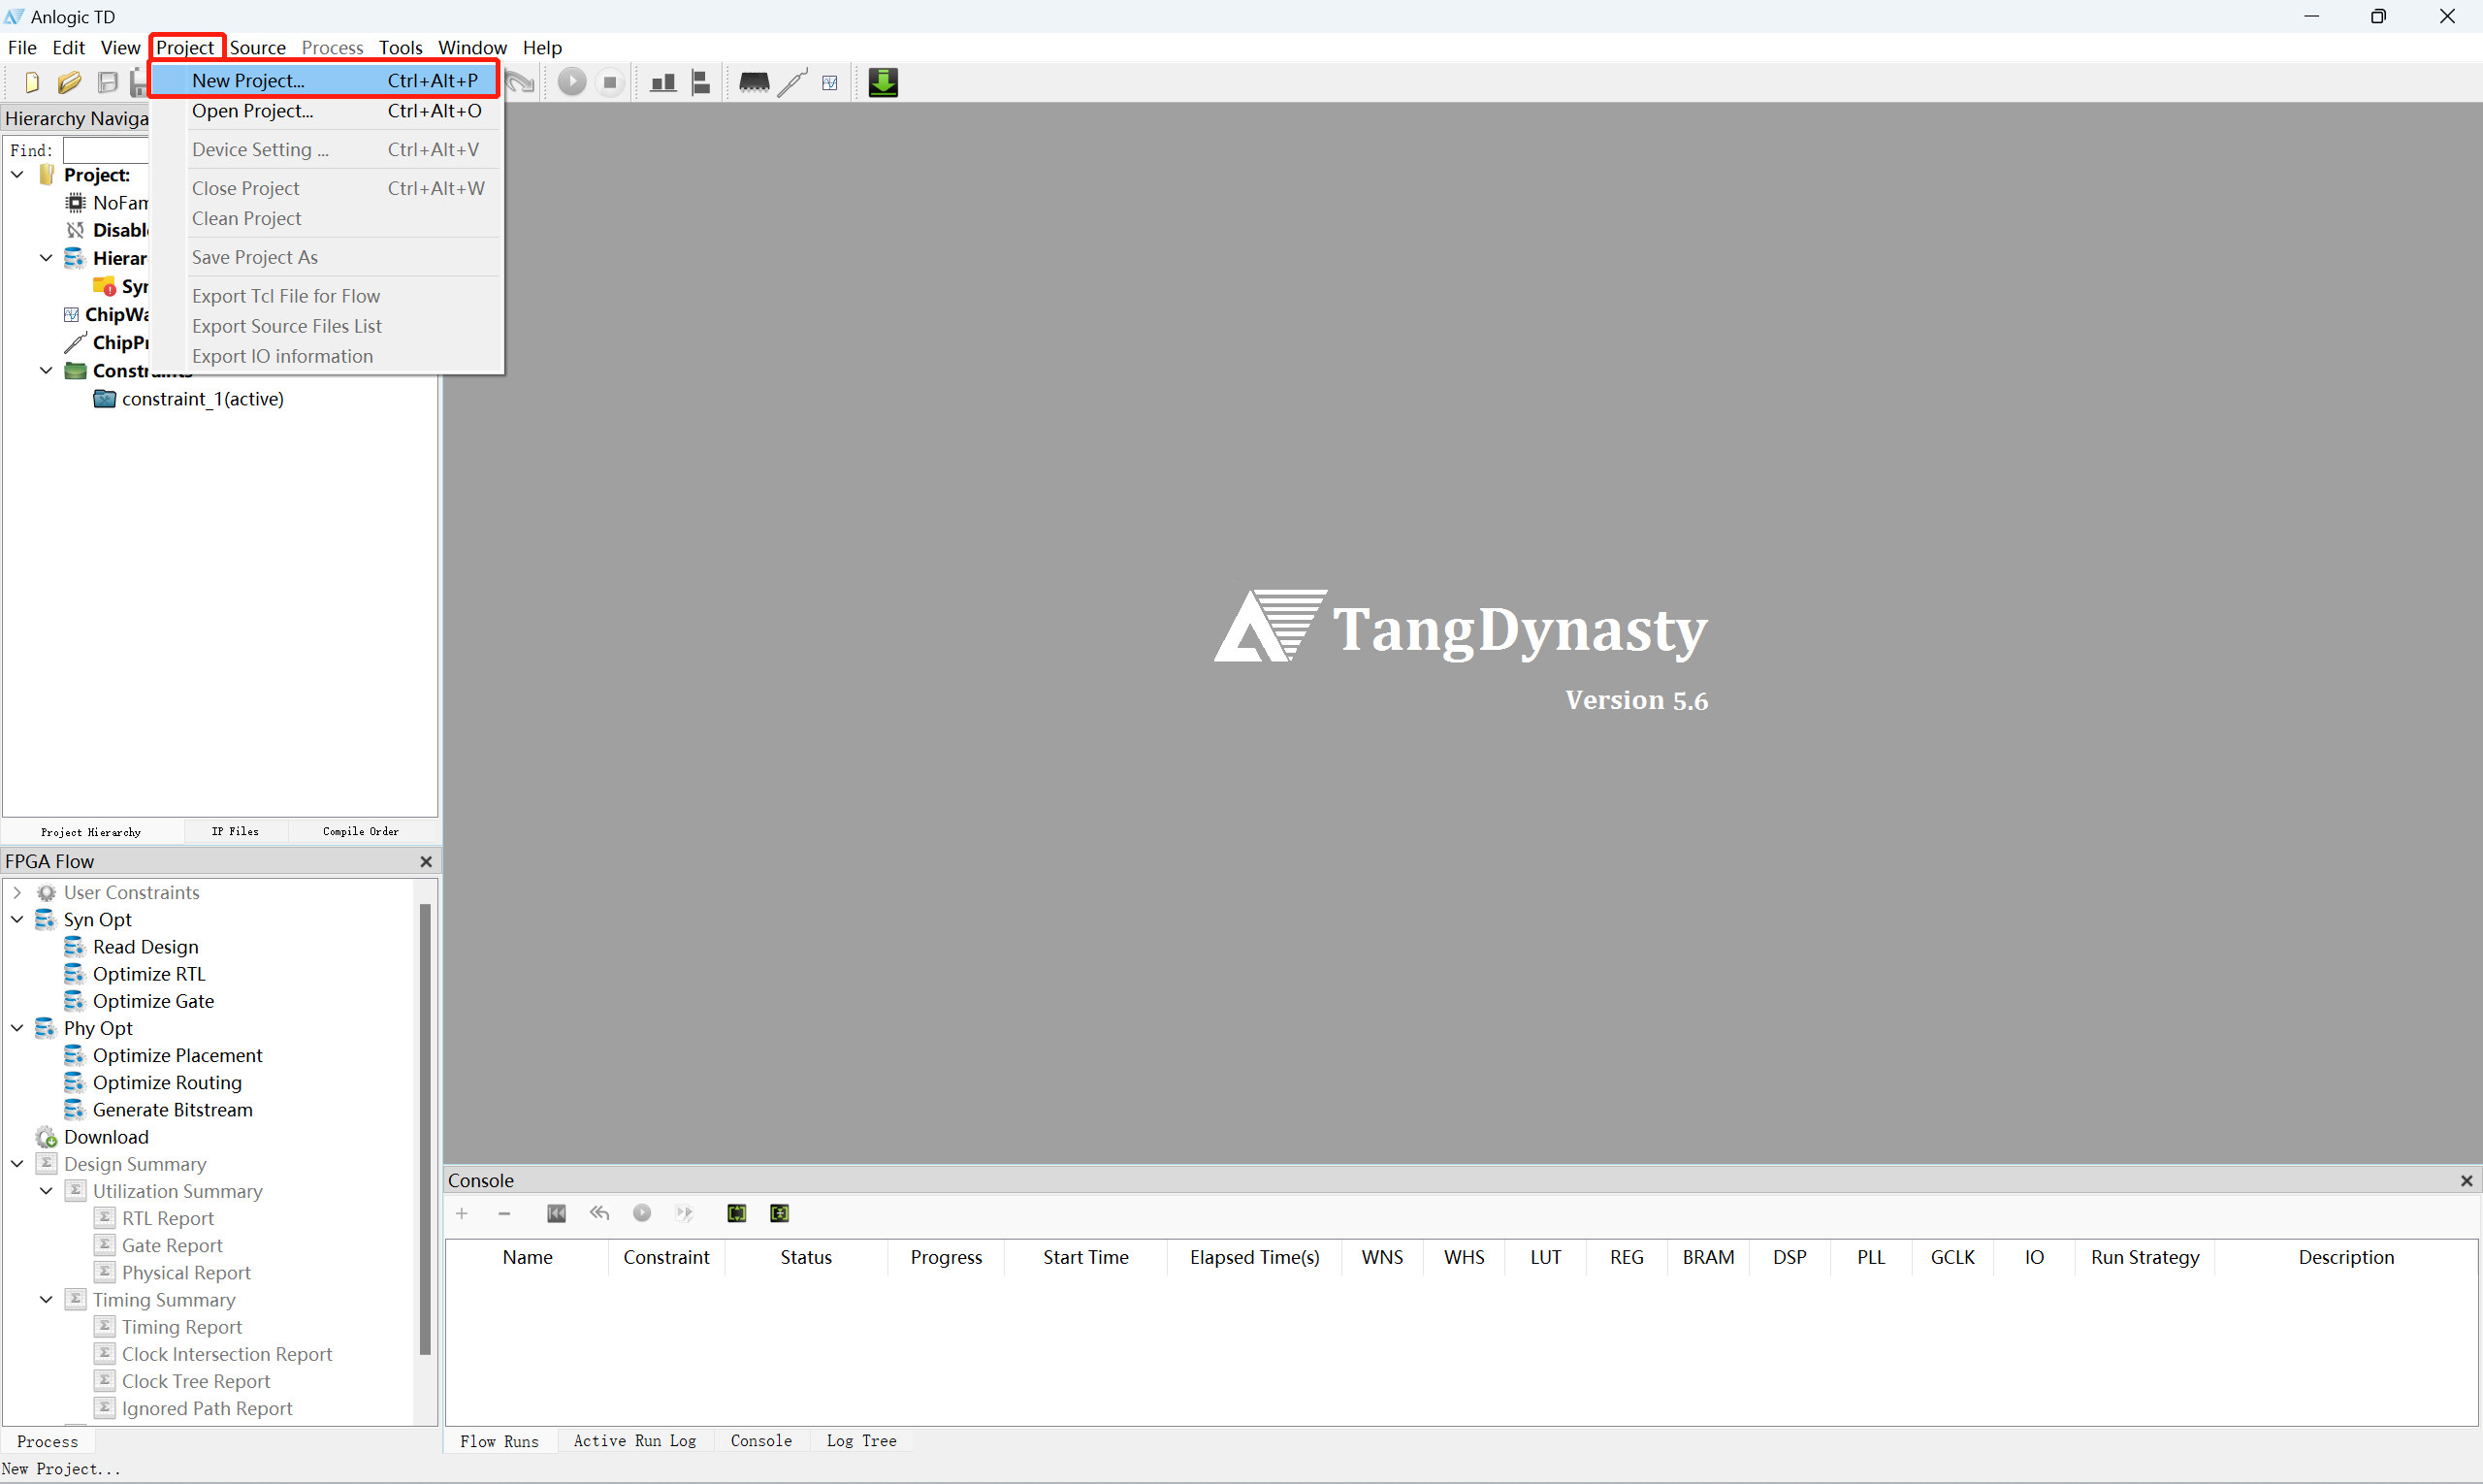 Anlogic TD
File Edit View Project Source Process Tools Window Help
New Project... Ctrl+Alt+P
Open Project... Ctrl+Alt+O
Device Setting ... Ctrl+Alt+V
Close Project Ctrl+Alt+W
Clean Project
Save Project As
Export Tcl File for Flow
Export Source Files List
Export IO information
Hierarchy Naviga
Find:
Project:
NoFam
Disabl
Hierar
Syn
ChipWa
ChipPr
Constraints
constraint_1(active)
Project Hierarchy IP Files Compile Order
FPGA Flow
User Constraints
Syn Opt
Read Design
Optimize RTL
Optimize Gate
Phy Opt
Optimize Placement
Optimize Routing
Generate Bitstream
Download
Design Summary
Utilization Summary
RTL Report
Gate Report
Physical Report
Timing Summary
Timing Report
Clock Intersection Report
Clock Tree Report
Ignored Path Report
Process
New Project...
TangDynasty
Version 5.6
Console
Name Constraint Status Progress Start Time Elapsed Time(s) WNS WHS LUT REG BRAM DSP PLL GCLK IO Run Strategy Description
Flow Runs Active Run Log Console Log Tree